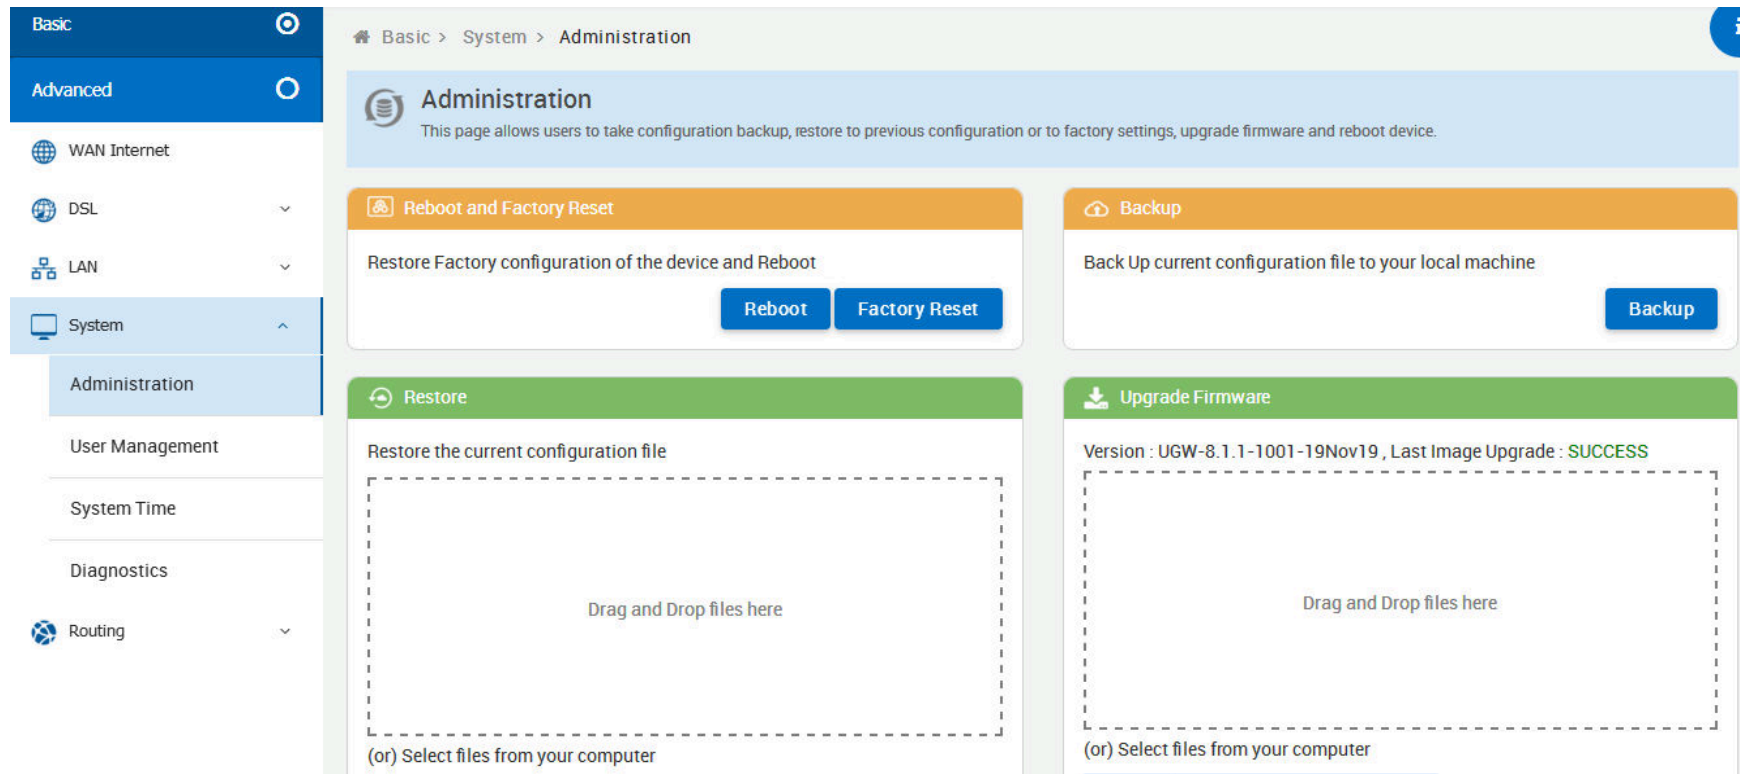 Basic
Advanced
WAN Internet
DSL
LAN
System
Administration
User Management
System Time
Diagnostics
Routing
Basic > System > Administration
Administration
This page allows users to take configuration backup, restore to previous configuration or to factory settings, upgrade firmware and reboot device.
Reboot and Factory Reset
Restore Factory configuration of the device and Reboot
Reboot Factory Reset
Backup
Back Up current configuration file to your local machine
Backup
Restore
Restore the current configuration file
Drag and Drop files here
(or) Select files from your computer
Upgrade Firmware
Version : UGW-8.1.1-1001-19Nov19 , Last Image Upgrade : SUCCESS
Drag and Drop files here
(or) Select files from your computer